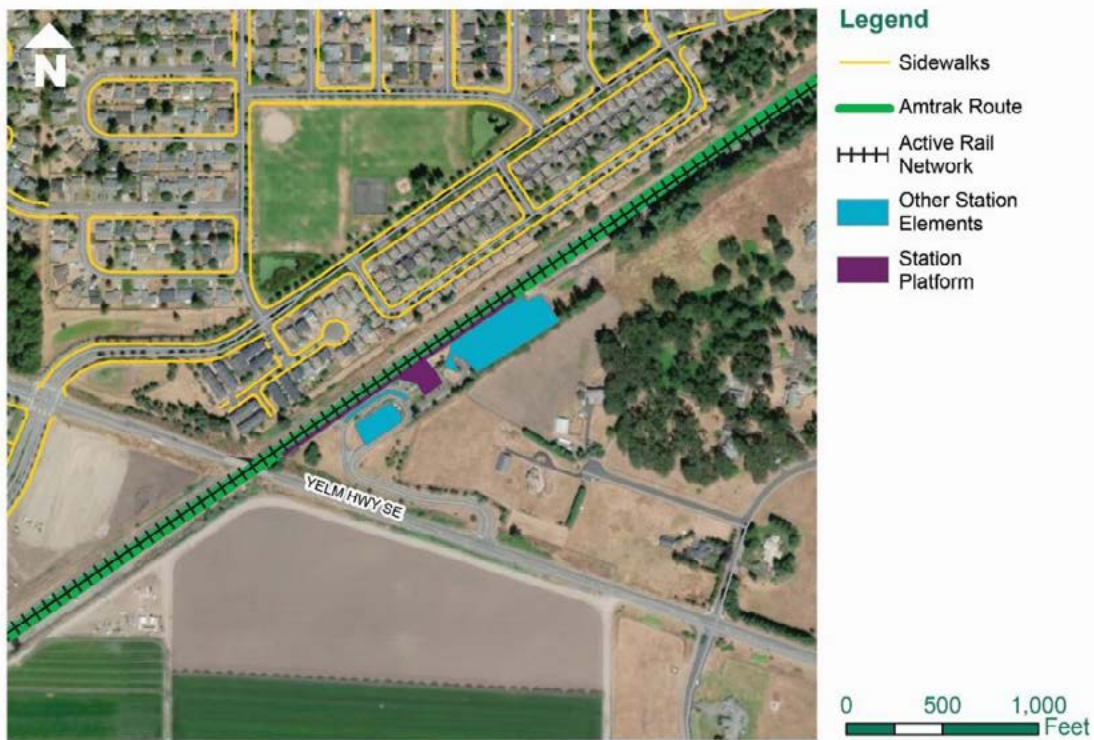 N
YELM HWY SE
Legend
Sidewalks
Amtrak Route
Active Rail
Network
Other Station
Elements
Station
Platform
0 500 1,000
Feet